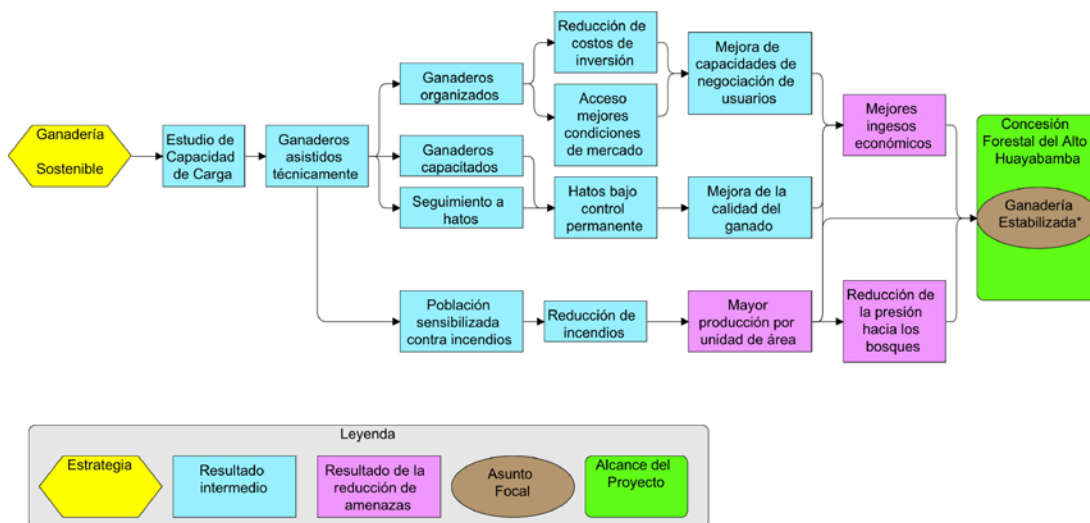 Ganadería
Sostenible
Estudio de
Capacidad
de Carga
Ganaderos
asistidos
técnicamente
Ganaderos
organizados
Ganaderos
capacitados
Seguimiento a
hatos
Reducción de
costos de
inversión
Acceso
mejores
condiciones
de mercado
Hatos bajo
control
permanente
Mejora de
capacidades de
negociación de
usuarios
Mejora de la
calidad del
ganado
Mejores
ingesos
económicos
Población
sensibilizada
contra incendios
Reducción de
incendios
Mayor
producción por
unidad de área
Reducción de
la presión
hacia los
bosques
Concesión
Forestal del Alto
Huayabamba
Ganadería
Estabilizada*
Leyenda
Estrategia
Resultado
intermedio
Resultado de la
reducción de
amenazas
Asunto
Focal
Alcance del
Proyecto